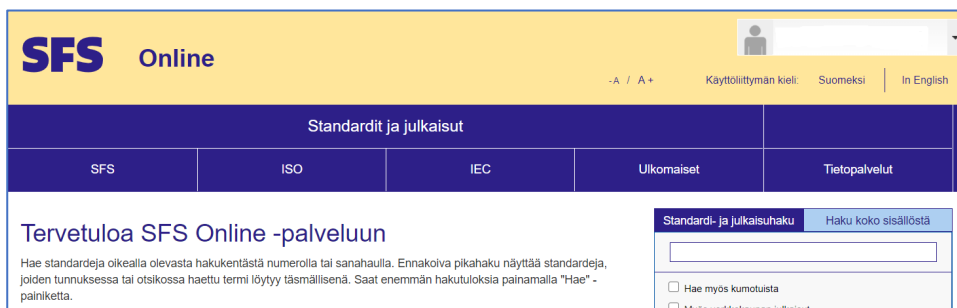 SFS Online
-A / A+ Käyttöliittymän kieli: Suomeksi In English
Standardit ja julkaisut
SFS ISO IEC Ulkomaiset Tietopalvelut
Tervetuloa SFS Online -palveluun
Hae standardeja oikealla olevasta hakukentästä numerolla tai sanahaulla. Ennakoiva pikahaku näyttää standardeja,
joiden tunnuksessa tai otsikossa haettu termi löytyy täsmällisenä. Saat enemmän hakutuloksia painamalla "Hae" -
painiketta.
Standardi- ja julkaisuhaku Haku koko sisällöstä
Hae myös kumotuista